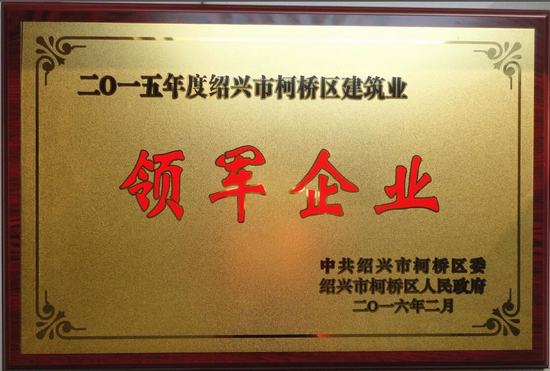 二〇一五年度绍兴市柯桥区建筑业
领军企业
中共绍兴市柯桥区委
绍兴市柯桥区人民政府
二〇一六年二月